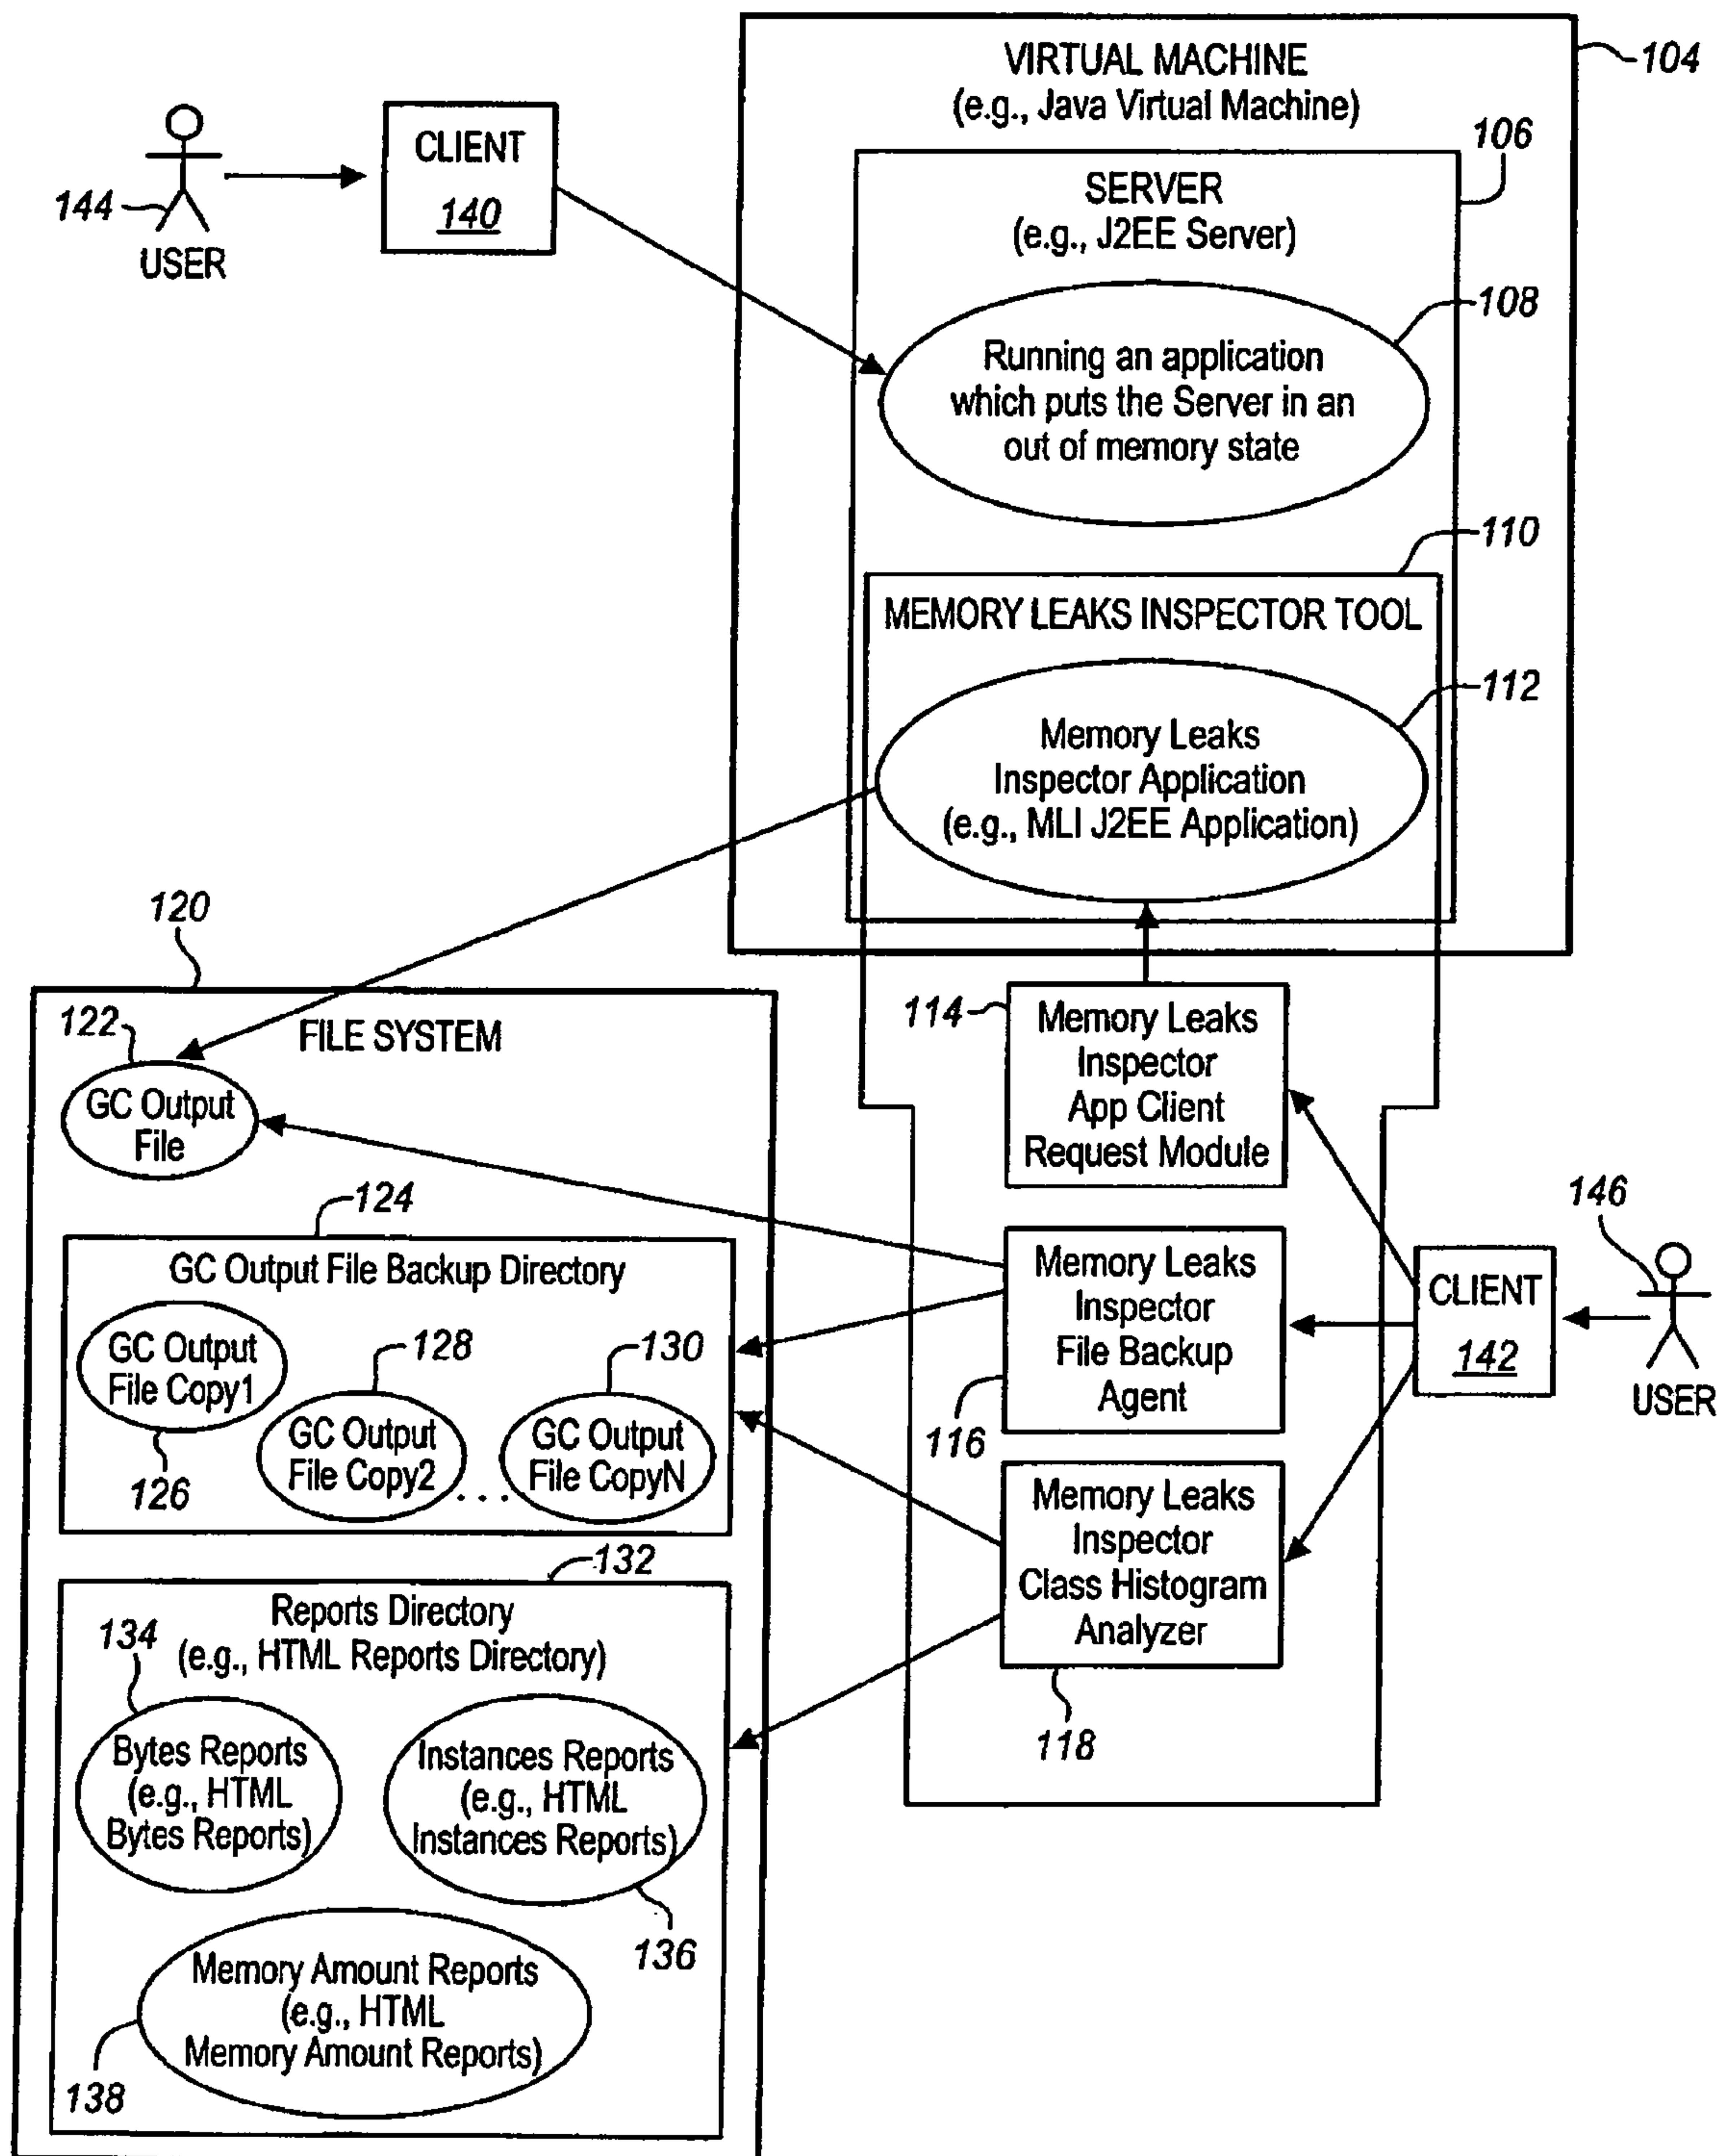 VIRTUAL MACHINE
(e.g., Java Virtual Machine)
104
106
SERVER
(e.g., J2EE Server)
CLIENT
140
144
USER
108
Running an application
which puts the Server in an
out of memory state
110
MEMORY LEAKS INSPECTOR TOOL
112
Memory Leaks
Inspector Application
(e.g., MLI J2EE Application)
120
122
FILE SYSTEM
GC Output
File
114
Memory Leaks
Inspector
App Client
Request Module
124
GC Output File Backup Directory
GC Output
File Copy1
126
128
GC Output
File Copy2
...
130
GC Output
File CopyN
Memory Leaks
Inspector
File Backup
Agent
116
CLIENT
142
146
USER
132
Reports Directory
(e.g., HTML Reports Directory)
134
Bytes Reports
(e.g., HTML
Bytes Reports)
Instances Reports
(e.g., HTML
Instances Reports)
136
Memory Amount Reports
(e.g., HTML
Memory Amount Reports)
138
Memory Leaks
Inspector
Class Histogram
Analyzer
118